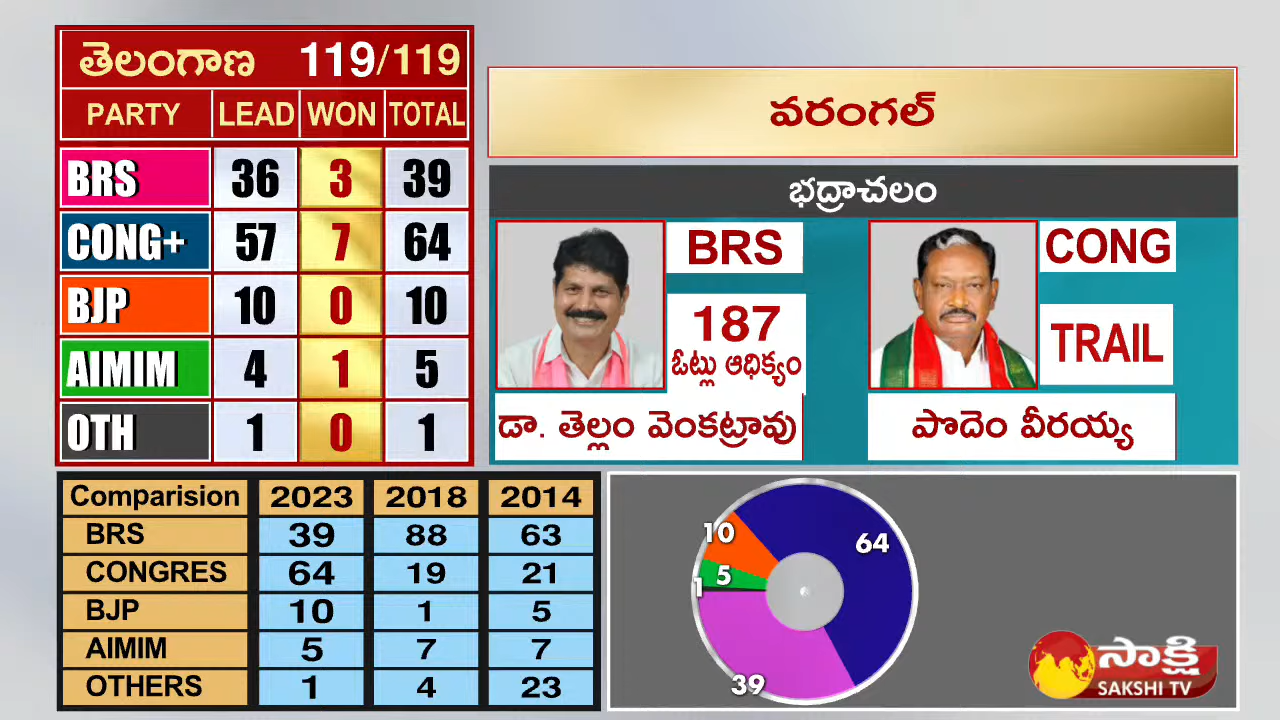 తెలంగాణ 119/119
PARTY LEAD WON TOTAL
BRS 36 3 39
CONG+ 57 7 64
BJP 10 0 10
AIMIM 4 1 5
OTH 1 0 1
వరంగల్
భద్రాచలం
BRS
187
ఓట్లు ఆధిక్యం
డా. తెల్లం వెంకట్రావు
CONG
TRAIL
పొదెం వీరయ్య
Comparision 2023 2018 2014
BRS 39 88 63
CONGRES 64 19 21
BJP 10 1 5
AIMIM 5 7 7
OTHERS 1 4 23
10
64
5
1
39
సాక్షి
SAKSHI TV